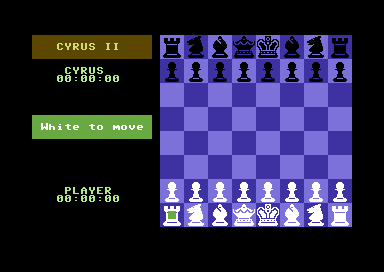 CYRUS II
CYRUS
00:00:00
White to move
PLAYER
00:00:00